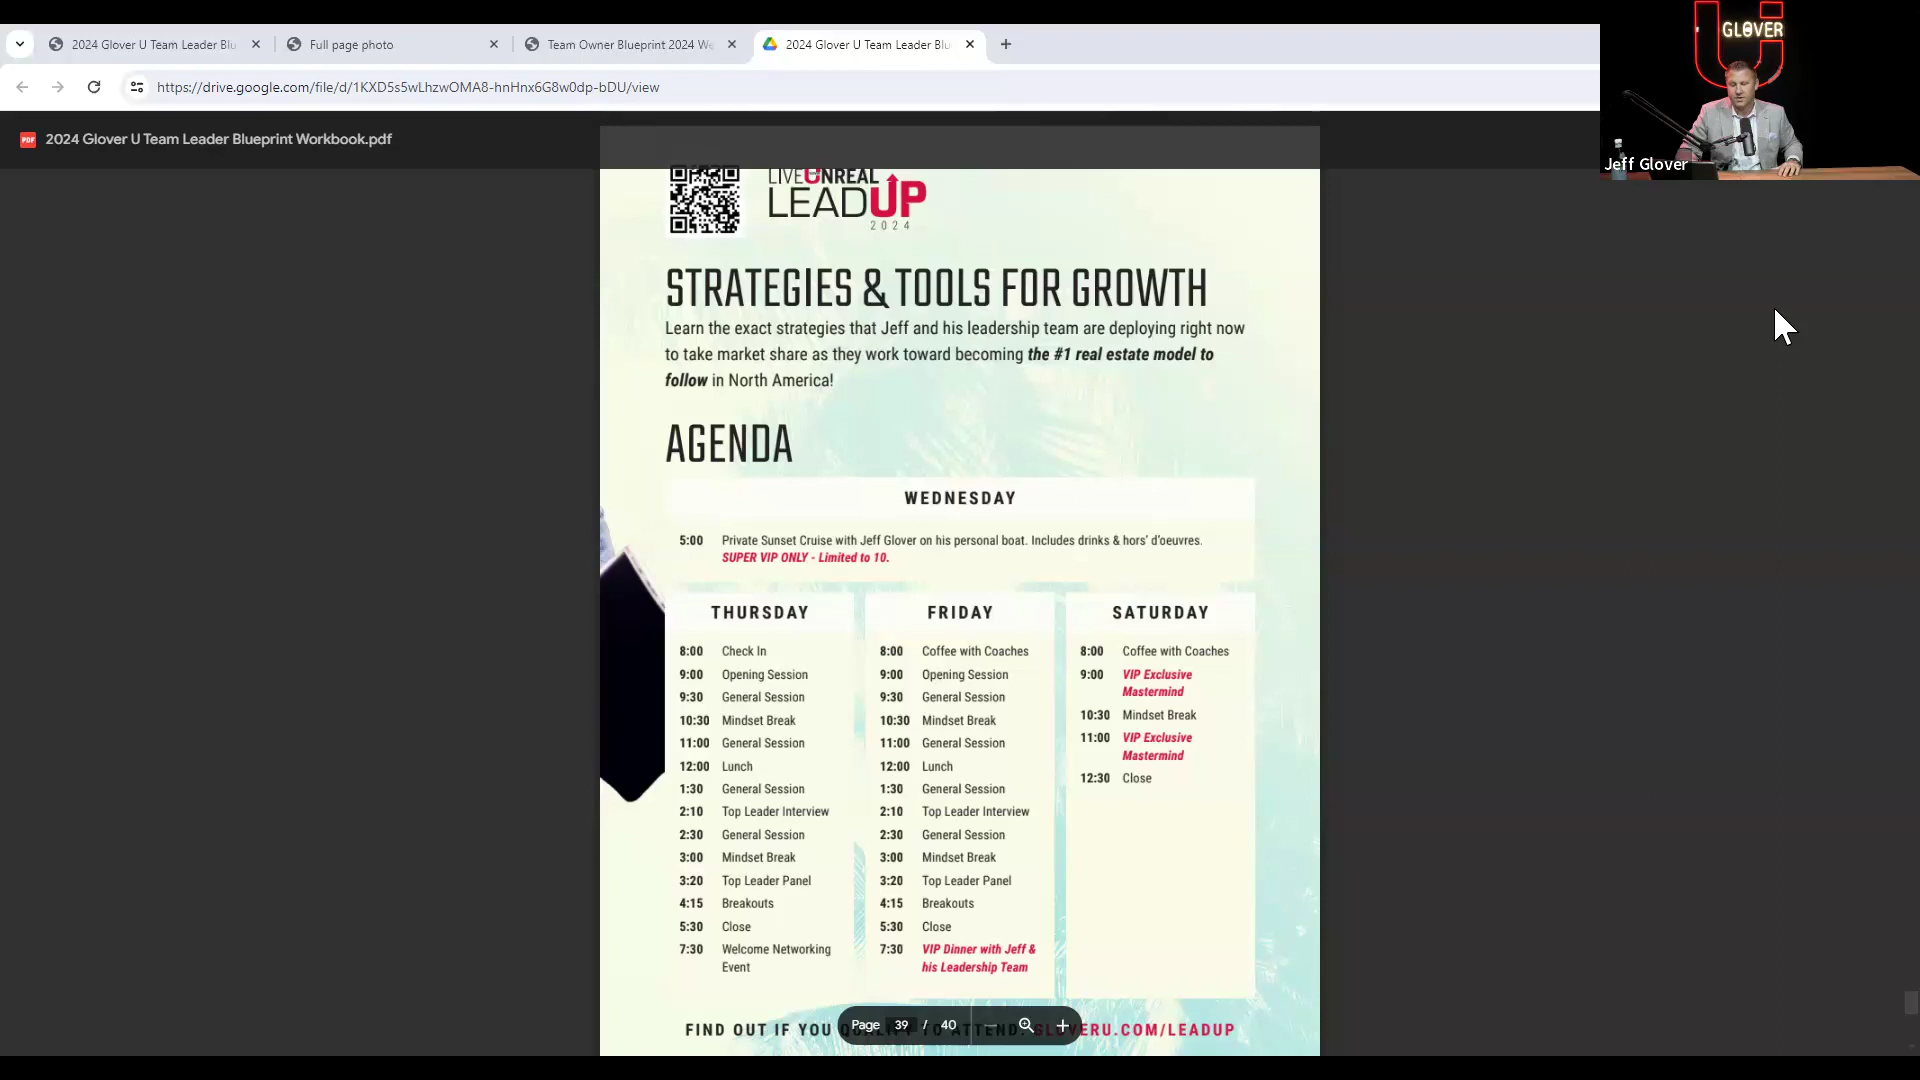 2024 Glover U Team Leader Blu
Full page photo
Team Owner Blueprint 2024 We
2024 Glover U Team Leader Blu
https://drive.google.com/file/d/1KXD5s5wLhzwOMA8-hnHnx6G8w0dp-bDU/view
PDF
2024 Glover U Team Leader Blueprint Workbook.pdf
GLOVER
Jeff Glover
LIVE UNREAL
LEADUP
2024
STRATEGIES & TOOLS FOR GROWTH
Learn the exact strategies that Jeff and his leadership team are deploying right now
to take market share as they work toward becoming the #1 real estate model to
follow in North America!
AGENDA
WEDNESDAY
5:00 Private Sunset Cruise with Jeff Glover on his personal boat. Includes drinks & hors' d'oeuvres.
SUPER VIP ONLY - Limited to 10.
THURSDAY
8:00 Check In
9:00 Opening Session
9:30 General Session
10:30 Mindset Break
11:00 General Session
12:00 Lunch
1:30 General Session
2:10 Top Leader Interview
2:30 General Session
3:00 Mindset Break
3:20 Top Leader Panel
4:15 Breakouts
5:30 Close
7:30 Welcome Networking
Event
FRIDAY
8:00 Coffee with Coaches
9:00 Opening Session
9:30 General Session
10:30 Mindset Break
11:00 General Session
12:00 Lunch
1:30 General Session
2:10 Top Leader Interview
2:30 General Session
3:00 Mindset Break
3:20 Top Leader Panel
4:15 Breakouts
5:30 Close
7:30 VIP Dinner with Jeff &
his Leadership Team
SATURDAY
8:00 Coffee with Coaches
9:00 VIP Exclusive
Mastermind
10:30 Mindset Break
11:00 VIP Exclusive
Mastermind
12:30 Close
FIND OUT IF YOU QUALIFY TO ATTEND: GLOVERU.COM/LEADUP
Page 39 / 40